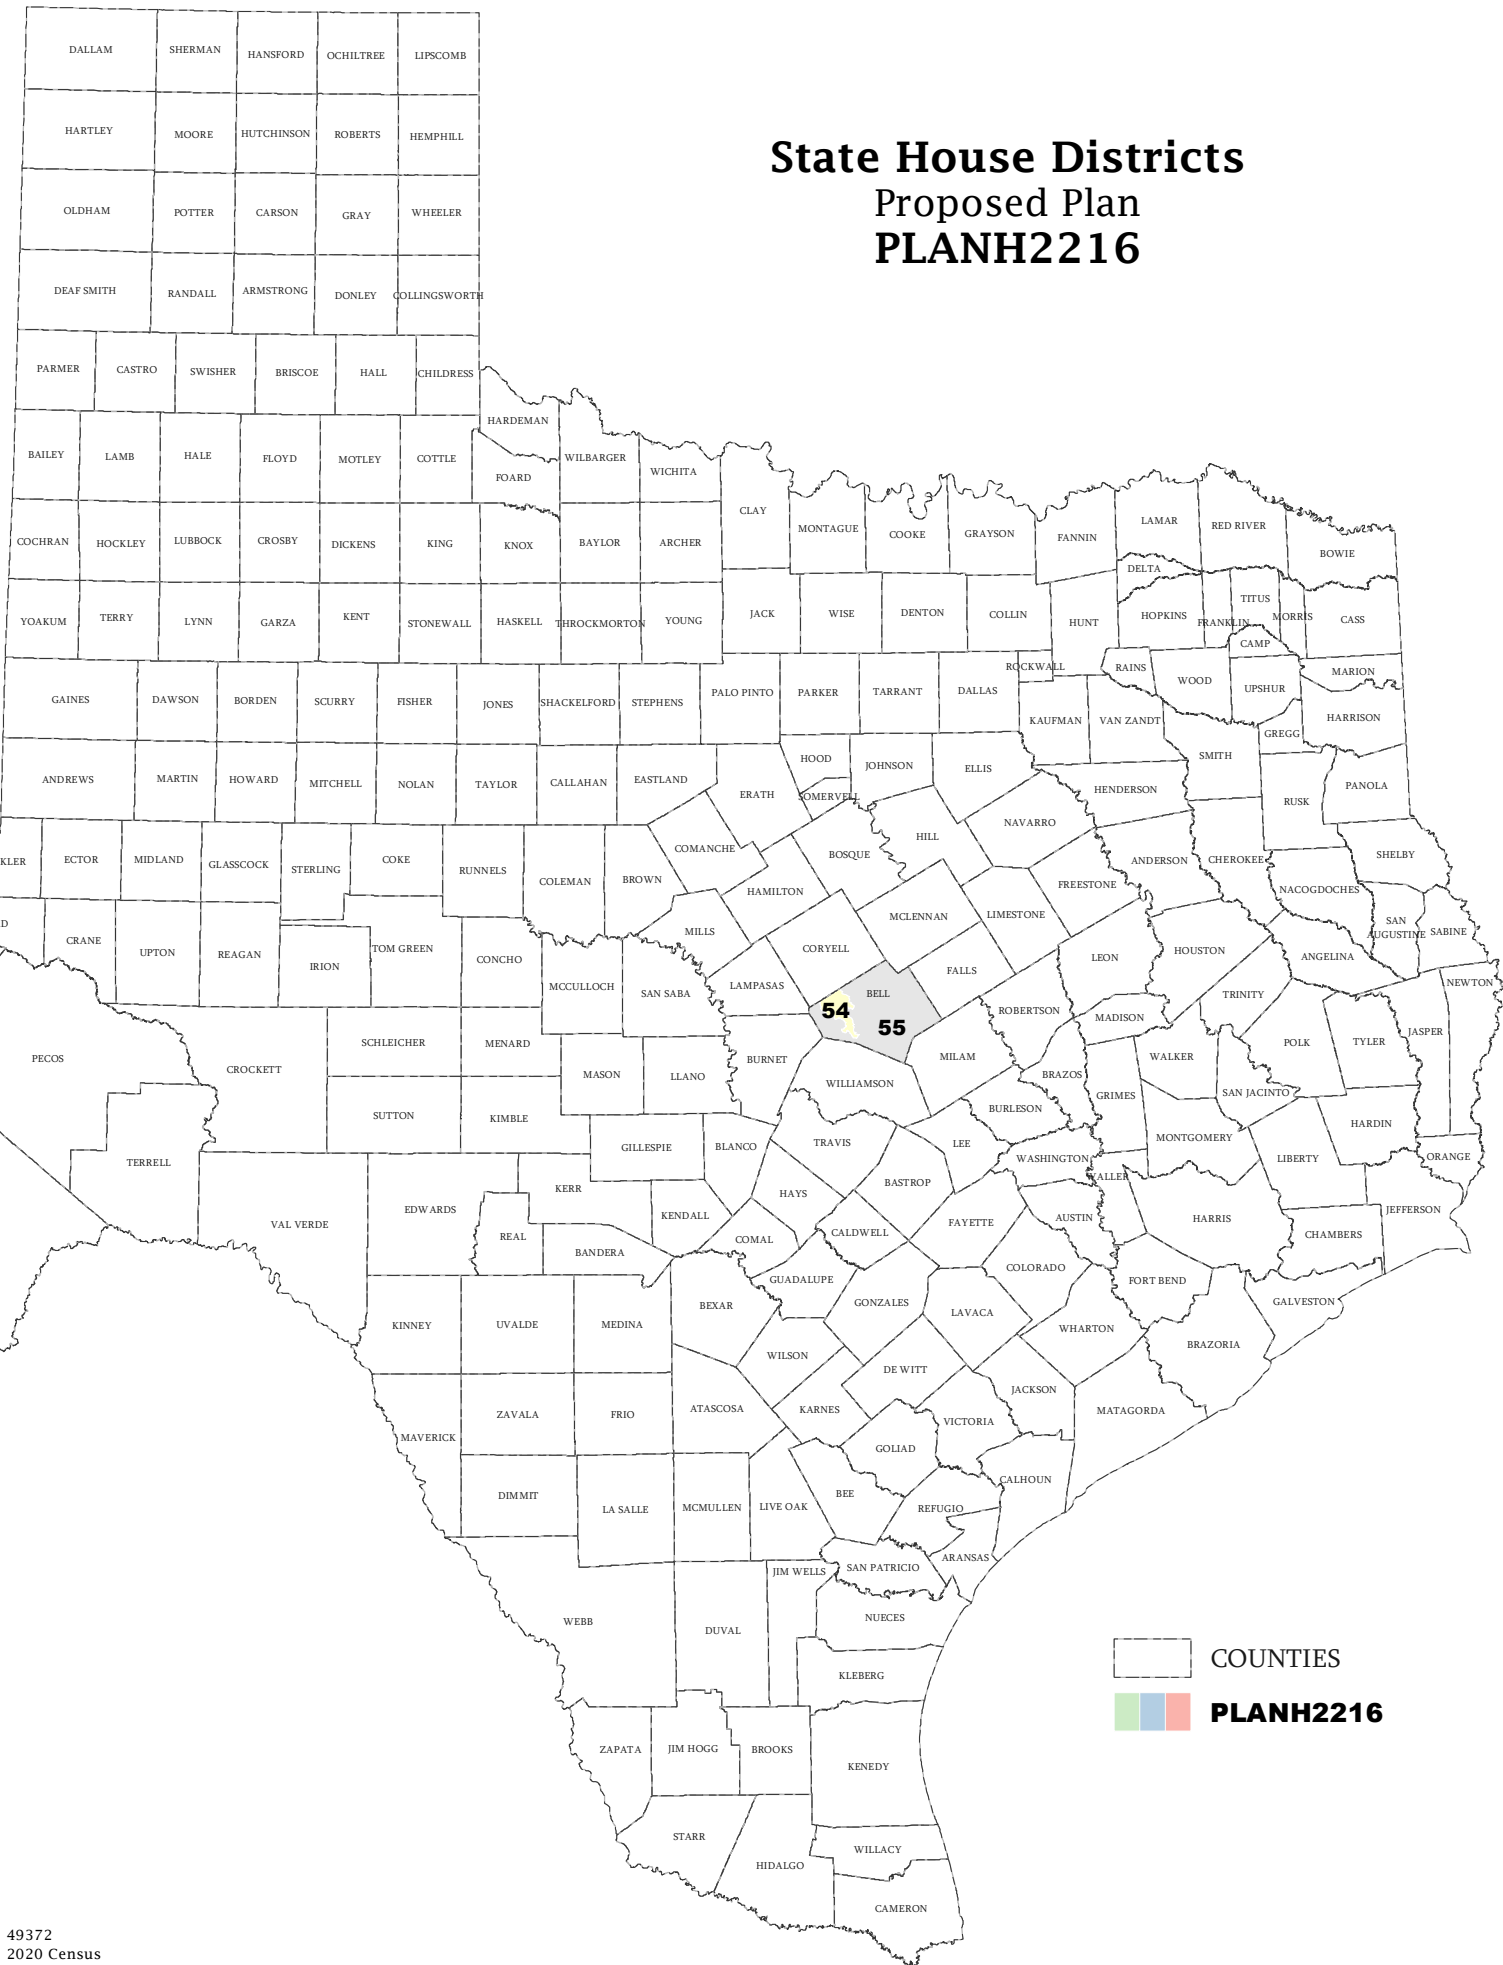 State House Districts
Proposed Plan
PLANH2216
DALLAM
SHERMAN
HANSFORD
OCHILTREE
LIPSCOMB
HARTLEY
MOORE
HUTCHINSON
ROBERTS
HEMPHILL
OLDHAM
POTTER
CARSON
GRAY
WHEELER
DEAF SMITH
RANDALL
ARMSTRONG
DONLEY
COLLINGSWORTH
PARMER
CASTRO
SWISHER
BRISCOE
HALL
CHILDRESS
HARDEMAN
BAILEY
LAMB
HALE
FLOYD
MOTLEY
COTTLE
FOARD
WILBARGER
WICHITA
CLAY
MONTAGUE
COOKE
GRAYSON
FANNIN
LAMAR
RED RIVER
BOWIE
DELTA
COCHRAN
HOCKLEY
LUBBOCK
CROSBY
DICKENS
KING
KNOX
BAYLOR
ARCHER
YOAKUM
TERRY
LYNN
GARZA
KENT
STONEWALL
HASKELL
THROCKMORTON
YOUNG
JACK
WISE
DENTON
COLLIN
HUNT
HOPKINS
FRANKLIN
TITUS
MORRIS
CASS
CAMP
ROCKWALL
RAINS
WOOD
UPSHUR
MARION
GAINES
DAWSON
BORDEN
SCURRY
FISHER
JONES
SHACKELFORD
STEPHENS
PALO PINTO
PARKER
TARRANT
DALLAS
KAUFMAN
VAN ZANDT
GREGG
HARRISON
SMITH
ANDREWS
MARTIN
HOWARD
MITCHELL
NOLAN
TAYLOR
CALLAHAN
EASTLAND
ERATH
HOOD
SOMERVELL
JOHNSON
ELLIS
HENDERSON
RUSK
PANOLA
NAVARRO
HILL
BOSQUE
COMANCHE
KLER
ECTOR
MIDLAND
GLASSCOCK
STERLING
COKE
RUNNELS
COLEMAN
BROWN
HAMILTON
MCLENNAN
LIMESTONE
FREESTONE
ANDERSON
CHEROKEE
NACOGDOCHES
SHELBY
D
CRANE
UPTON
REAGAN
IRION
TOM GREEN
CONCHO
MCCULLOCH
SAN SABA
MILLS
LAMPASAS
CORYELL
BELL
54
55
FALLS
LEON
HOUSTON
ANGELINA
SAN
AUGUSTINE
SABINE
NEWTON
TRINITY
ROBERTSON
MADISON
POLK
TYLER
JASPER
PECOS
CROCKETT
SCHLEICHER
MENARD
MASON
LLANO
BURNET
WILLIAMSON
MILAM
BRAZOS
WALKER
GRIMES
SAN JACINTO
HARDIN
SUTTON
KIMBLE
GILLESPIE
BLANCO
TRAVIS
LEE
BURLESON
WASHINGTON
WALLER
MONTGOMERY
LIBERTY
ORANGE
TERRELL
VAL VERDE
EDWARDS
REAL
KERR
KENDALL
BANDERA
HAYS
COMAL
BASTROP
CALDWELL
FAYETTE
AUSTIN
HARRIS
CHAMBERS
JEFFERSON
COLORADO
FORT BEND
GALVESTON
KINNEY
UVALDE
MEDINA
BEXAR
GUADALUPE
GONZALES
LAVACA
WHARTON
BRAZORIA
WILSON
DE WITT
JACKSON
MATAGORDA
MAVERICK
ZAVALA
FRIO
ATASCOSA
KARNES
VICTORIA
GOLIAD
CALHOUN
DIMMIT
LA SALLE
MCMULLEN
LIVE OAK
BEE
REFUGIO
ARANSAS
JIM WELLS
SAN PATRICIO
WEBB
DUVAL
NUECES
KLEBERG
ZAPATA
JIM HOGG
BROOKS
KENEDY
STARR
HIDALGO
WILLACY
CAMERON
COUNTIES
PLANH2216
49372
2020 Census